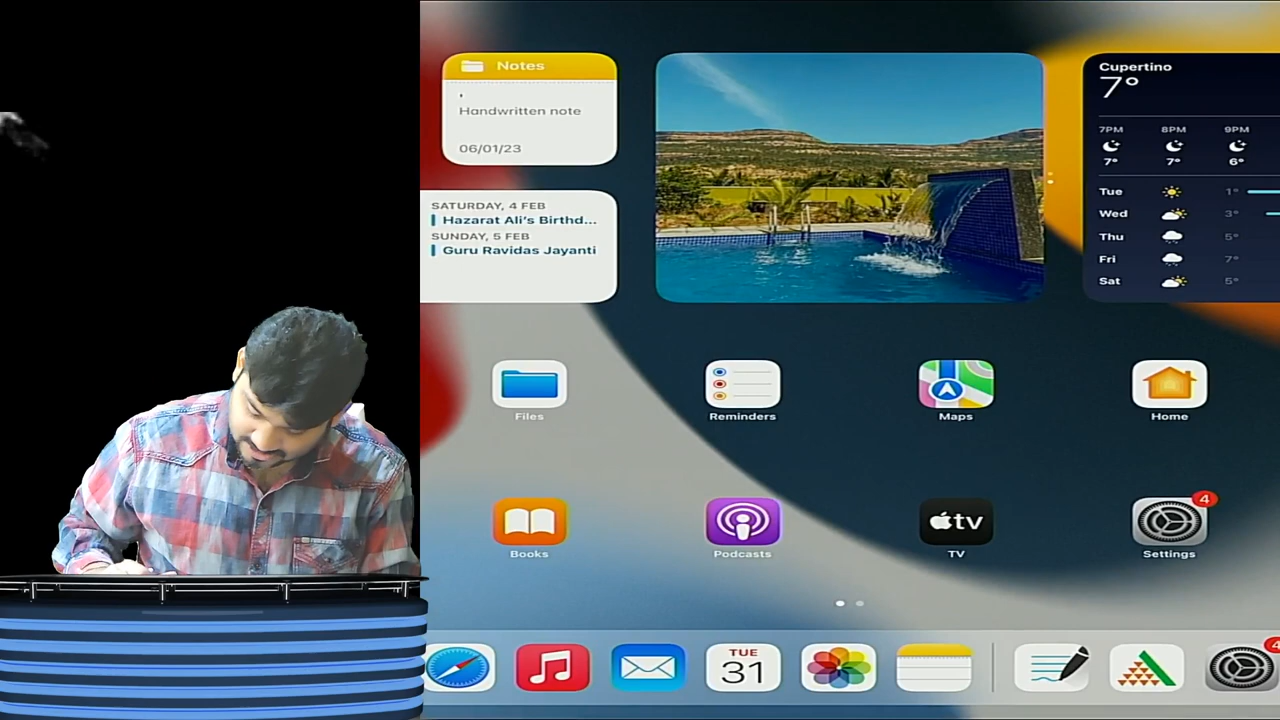 Notes
Handwritten note
06/01/23
SATURDAY, 4 FEB
Hazarat Ali's Birthd...
SUNDAY, 5 FEB
Guru Ravidas Jayanti
Cupertino
7°
7PM 8PM 9PM
7° 7° 6°
Tue 1°
Wed 3°
Thu 5°
Fri 7°
Sat 5°
Files
Reminders
Maps
Home
Books
Podcasts
tv
TV
4
Settings
TUE
31
4